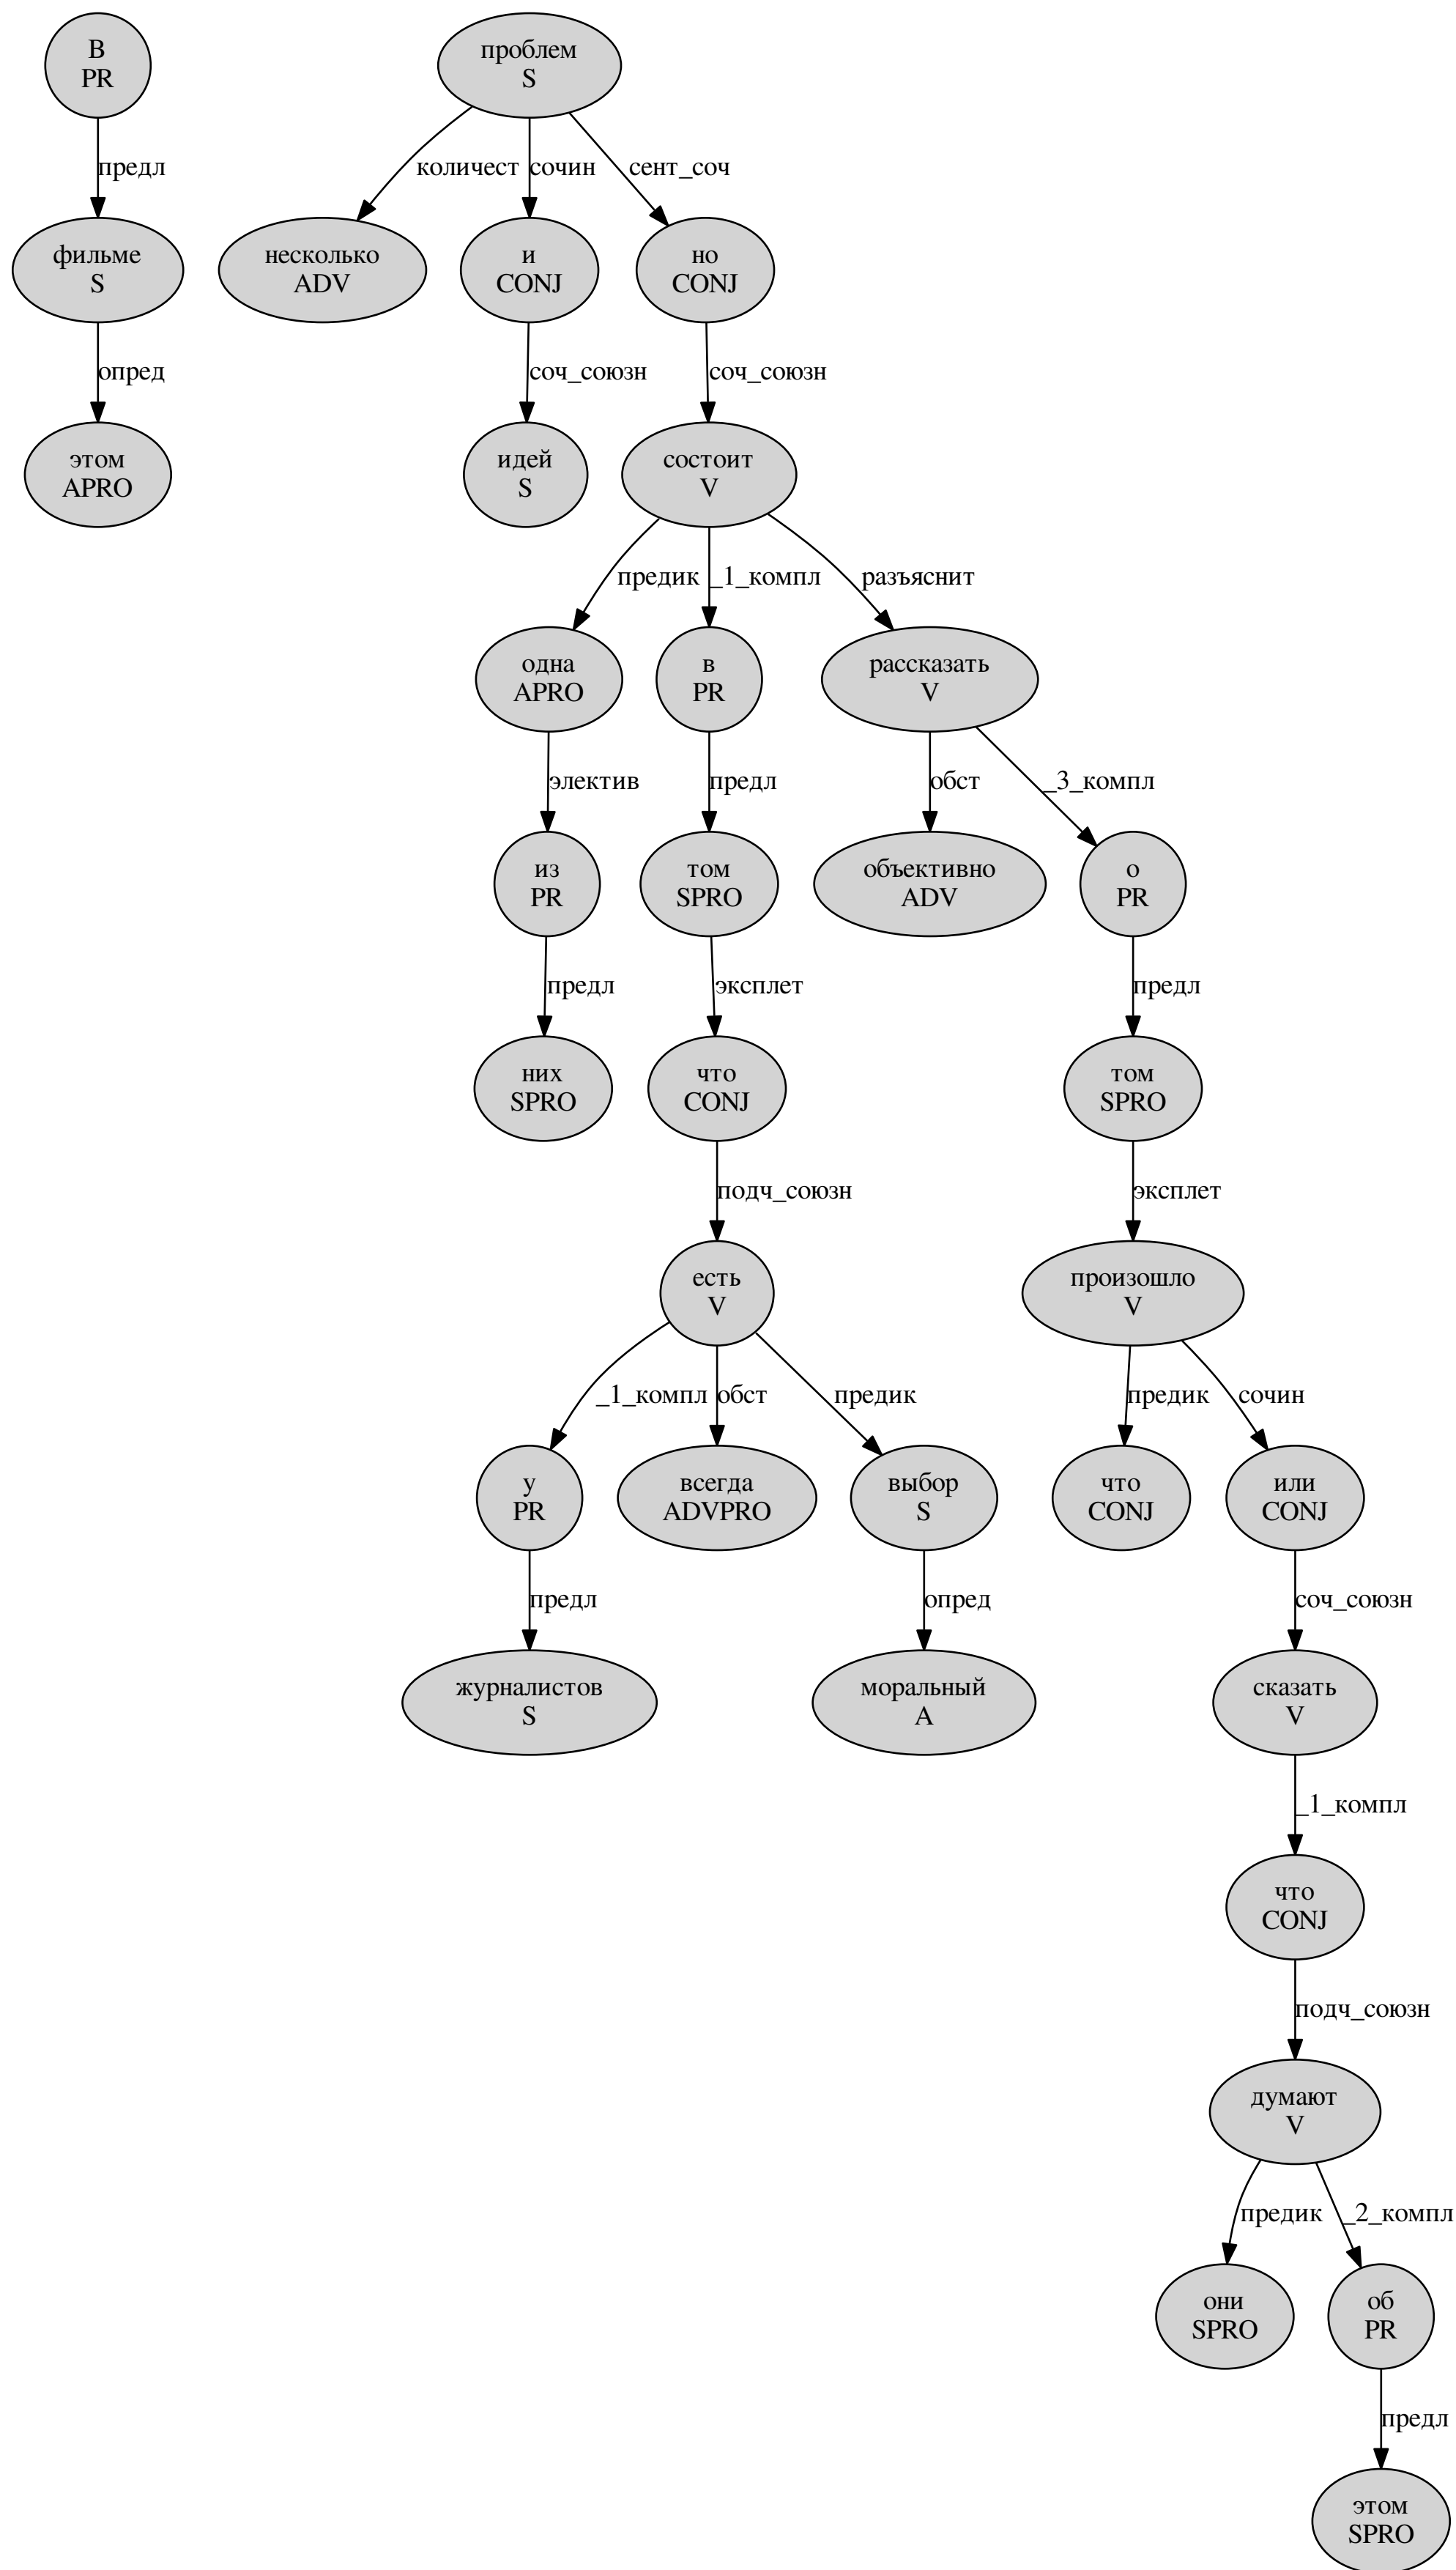 В
PR
проблем
S
предл
количест
сочин
сент_соч
фильме
S
несколько
ADV
и
CONJ
но
CONJ
опред
соч_союзн
соч_союзн
этом
APRO
идей
S
состоит
V
предик
_1_компл
разъяснит
одна
APRO
в
PR
рассказать
V
электив
предл
обст
_3_компл
из
PR
том
SPRO
объективно
ADV
о
PR
предл
эксплет
предл
них
SPRO
что
CONJ
том
SPRO
подч_союзн
эксплет
есть
V
произошло
V
_1_компл
обст
предик
предик
сочин
у
PR
всегда
ADVPRO
выбор
S
что
CONJ
или
CONJ
предл
опред
соч_союзн
журналистов
S
моральный
A
сказать
V
_1_компл
что
CONJ
подч_союзн
думают
V
предик
_2_компл
они
SPRO
об
PR
предл
этом
SPRO